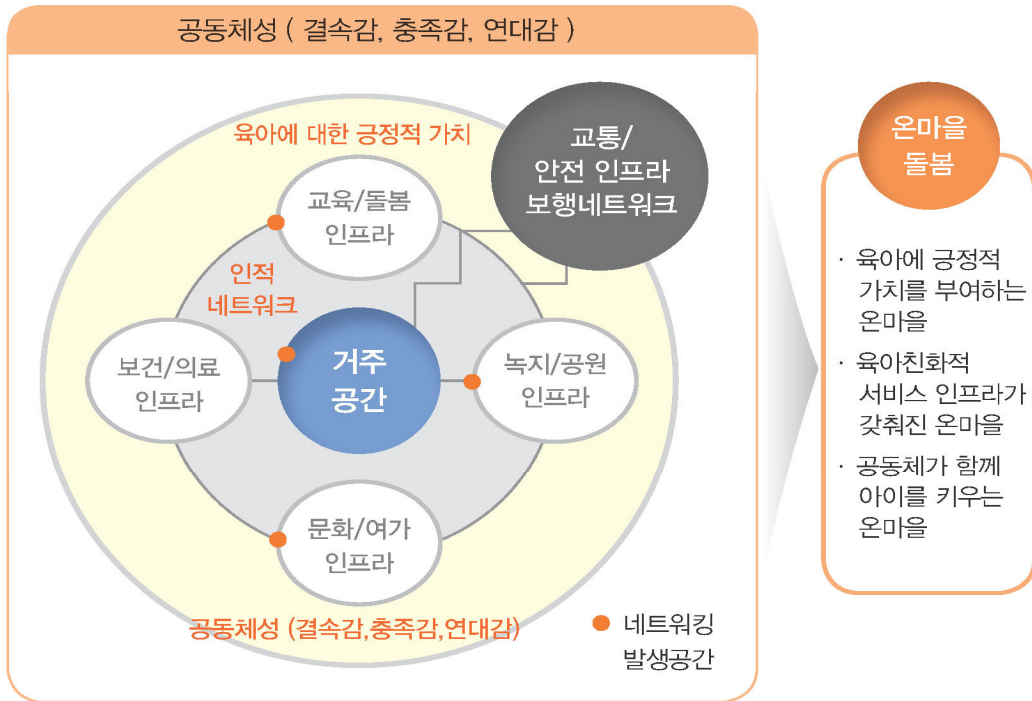 공동체성 ( 결속감, 충족감, 연대감 )
육아에 대한 긍정적 가치
교통/
안전 인프라
보행네트워크
교육/돌봄
인프라
인적
네트워크
보건/의료
인프라
거주
공간
녹지/공원
인프라
문화/여가
인프라
공동체성 (결속감,충족감,연대감)
네트워킹
발생공간
온마을
돌봄
· 육아에 긍정적
가치를 부여하는
온마을
· 육아친화적
서비스 인프라가
갖춰진 온마을
· 공동체가 함께
아이를 키우는
온마을